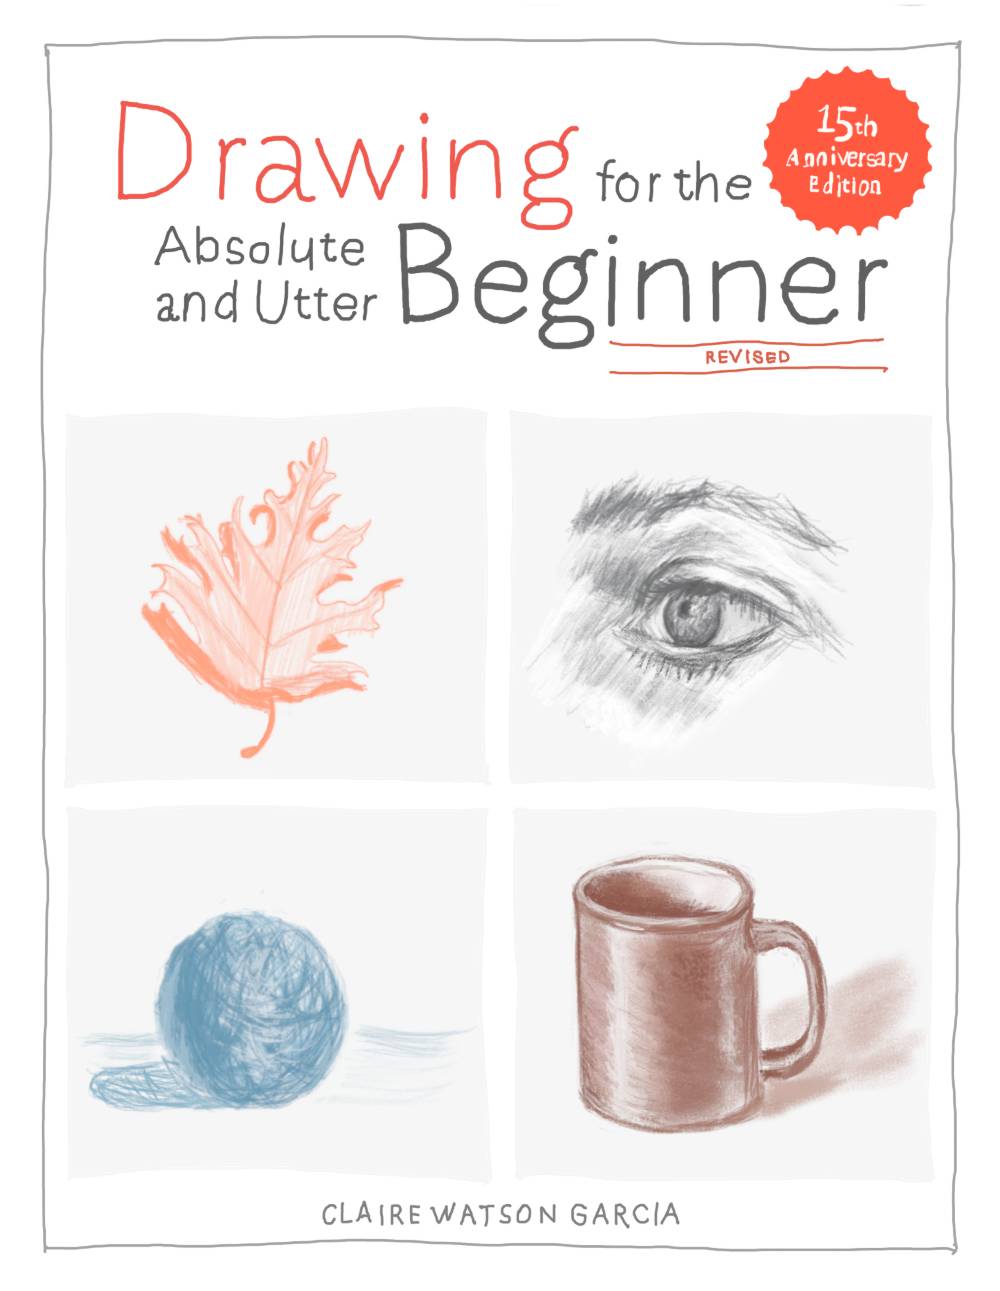 Drawing for the
Absolute
and Utter
Beginner
REVISED
15th
Anniversary
Edition
CLAIRE WATSON GARCIA